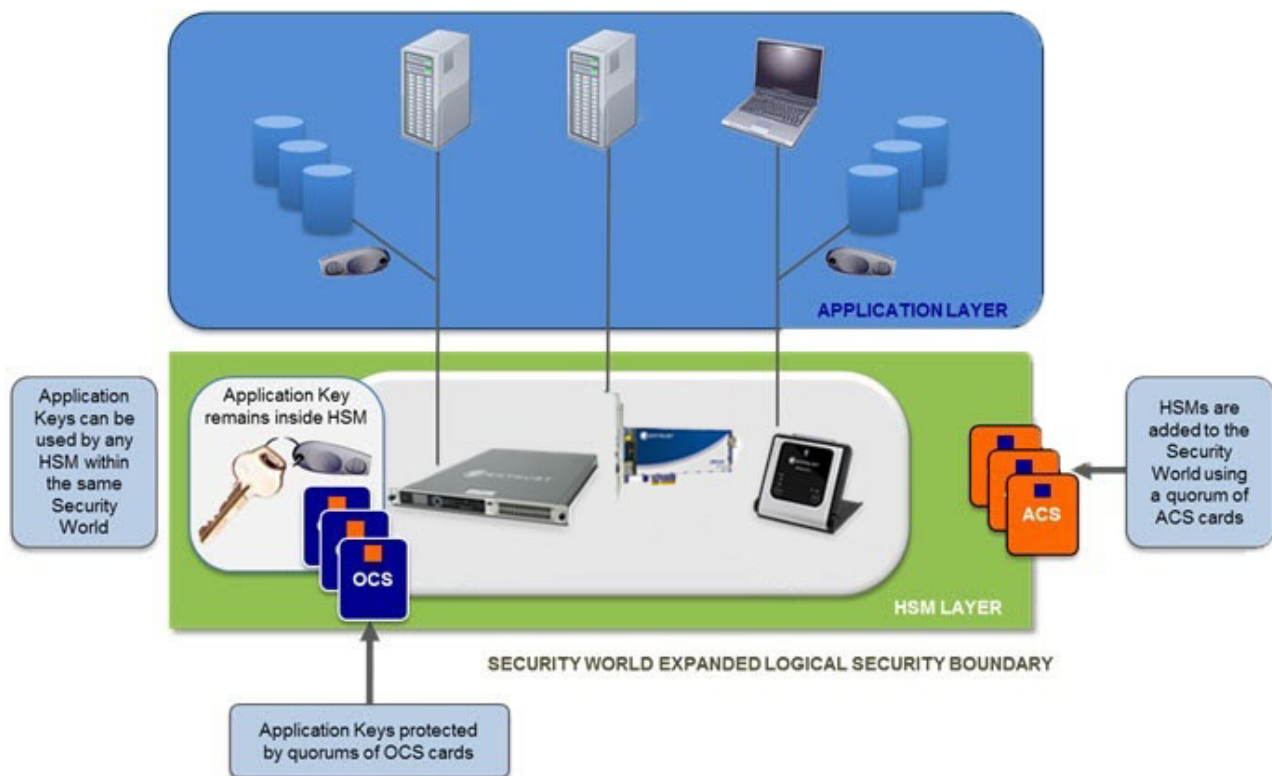 APPLICATION LAYER
Application
Keys can be
used by any
HSM within
the same
Security
World
Application Key
remains inside HSM
OCS
ACS
HSMs are
added to the
Security
World using
a quorum of
ACS cards
HSM LAYER
SECURITY WORLD EXPANDED LOGICAL SECURITY BOUNDARY
Application Keys protected
by quorums of OCS cards